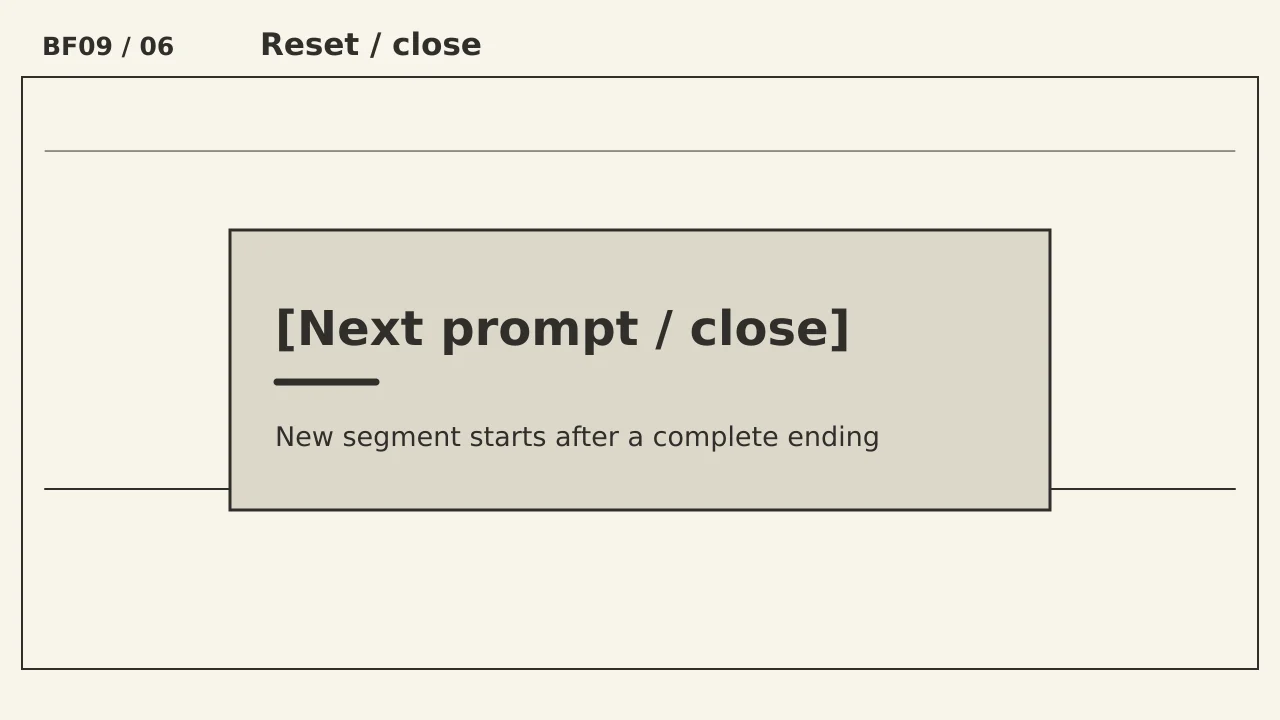 BF09 / 06 Reset / close
[Next prompt / close]
New segment starts after a complete ending